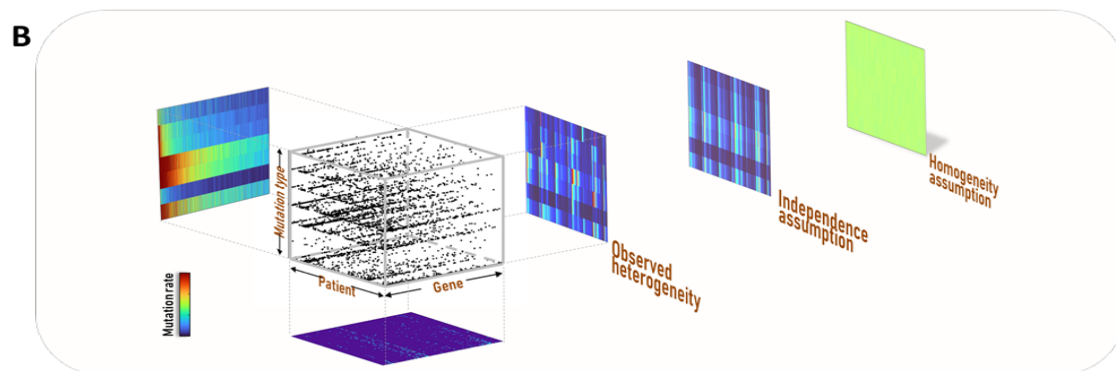 B
Mutation type
Patient
Gene
Mutation rate
Observed
heterogeneity
Independence
assumption
Homogeneity
assumption